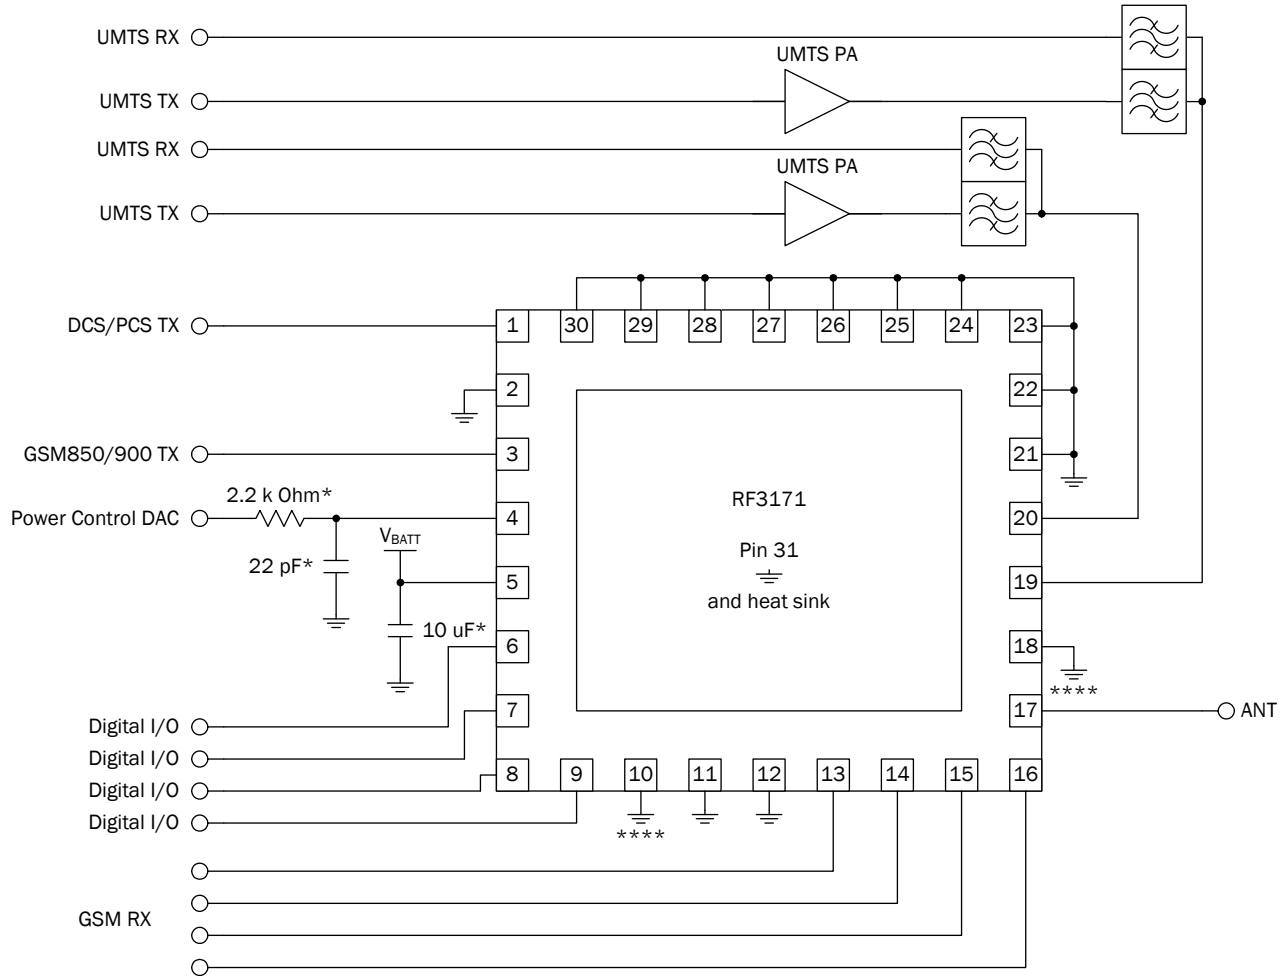 UMTS RX
UMTS PA
UMTS TX
UMTS RX
UMTS PA
UMTS TX
DCS/PCS TX
1
30
29
28
27
26
25
24
23
2
22
GSM850/900 TX
3
21
2.2 k Ohm*
RF3171
Power Control DAC
4
20
VBATT
Pin 31
22 pF*
5
19
and heat sink
10 uF*
6
18
****
7
17
ANT
Digital I/O
Digital I/O
8
9
10
11
12
13
14
15
16
Digital I/O
Digital I/O
****
GSM RX